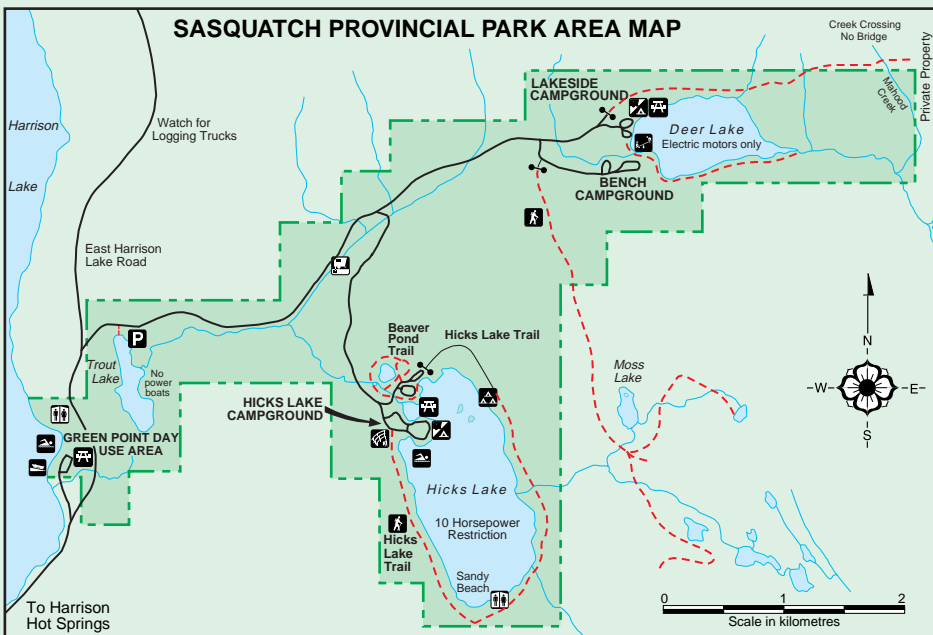 SASQUATCH PROVINCIAL PARK AREA MAP
Creek Crossing
No Bridge
Private Property
Mahood
Creek
LAKESIDE
CAMPGROUND
Deer Lake
Electric motors only
BENCH
CAMPGROUND
Harrison
Lake
Watch for
Logging Trucks
East Harrison
Lake Road
P
Trout
Lake
No
power
boats
Beaver
Pond
Trail
Hicks Lake Trail
HICKS LAKE
CAMPGROUND
GREEN POINT DAY
USE AREA
Moss
Lake
N
W
E
S
Hicks Lake
10 Horsepower
Restriction
Hicks
Lake
Trail
Sandy
Beach
To Harrison
Hot Springs
0
1
2
Scale in kilometres